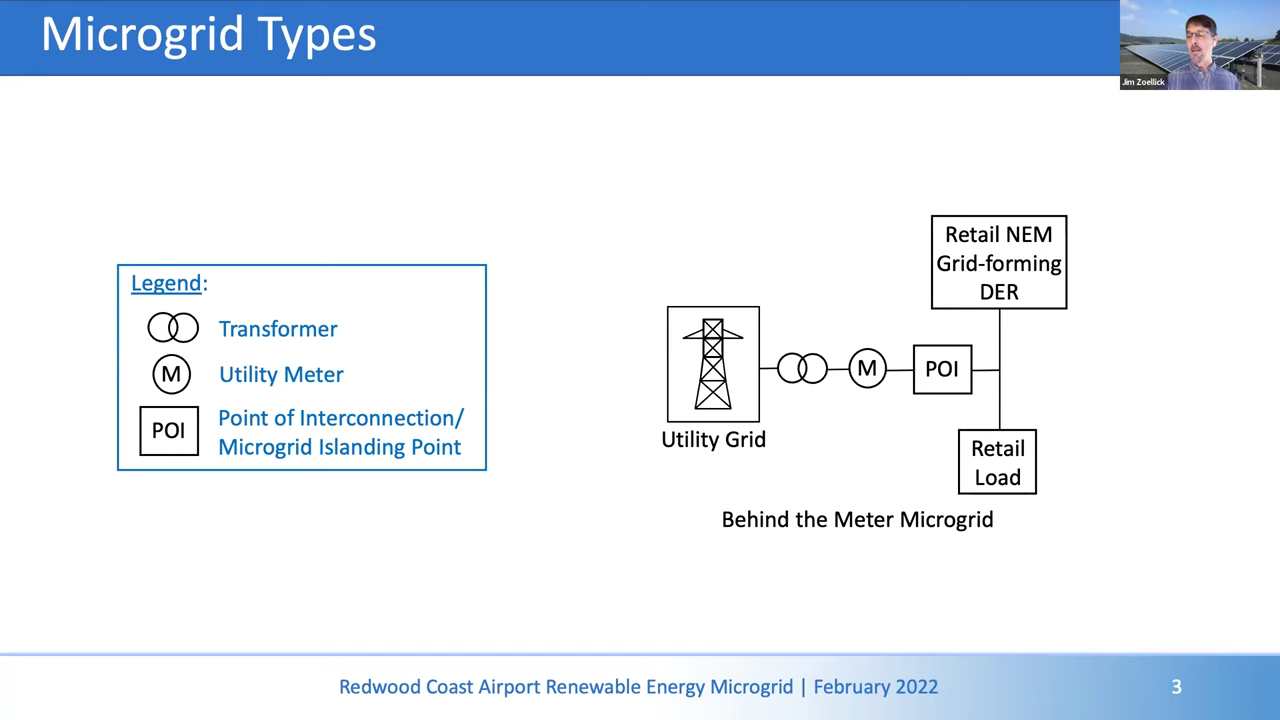 Microgrid Types
Jim Zoellick
Legend:
Transformer
M
Utility Meter
POI
Point of Interconnection/
Microgrid Islanding Point
Retail NEM
Grid-forming
DER
M
POI
Utility Grid
Retail
Load
Behind the Meter Microgrid
Redwood Coast Airport Renewable Energy Microgrid | February 2022
3